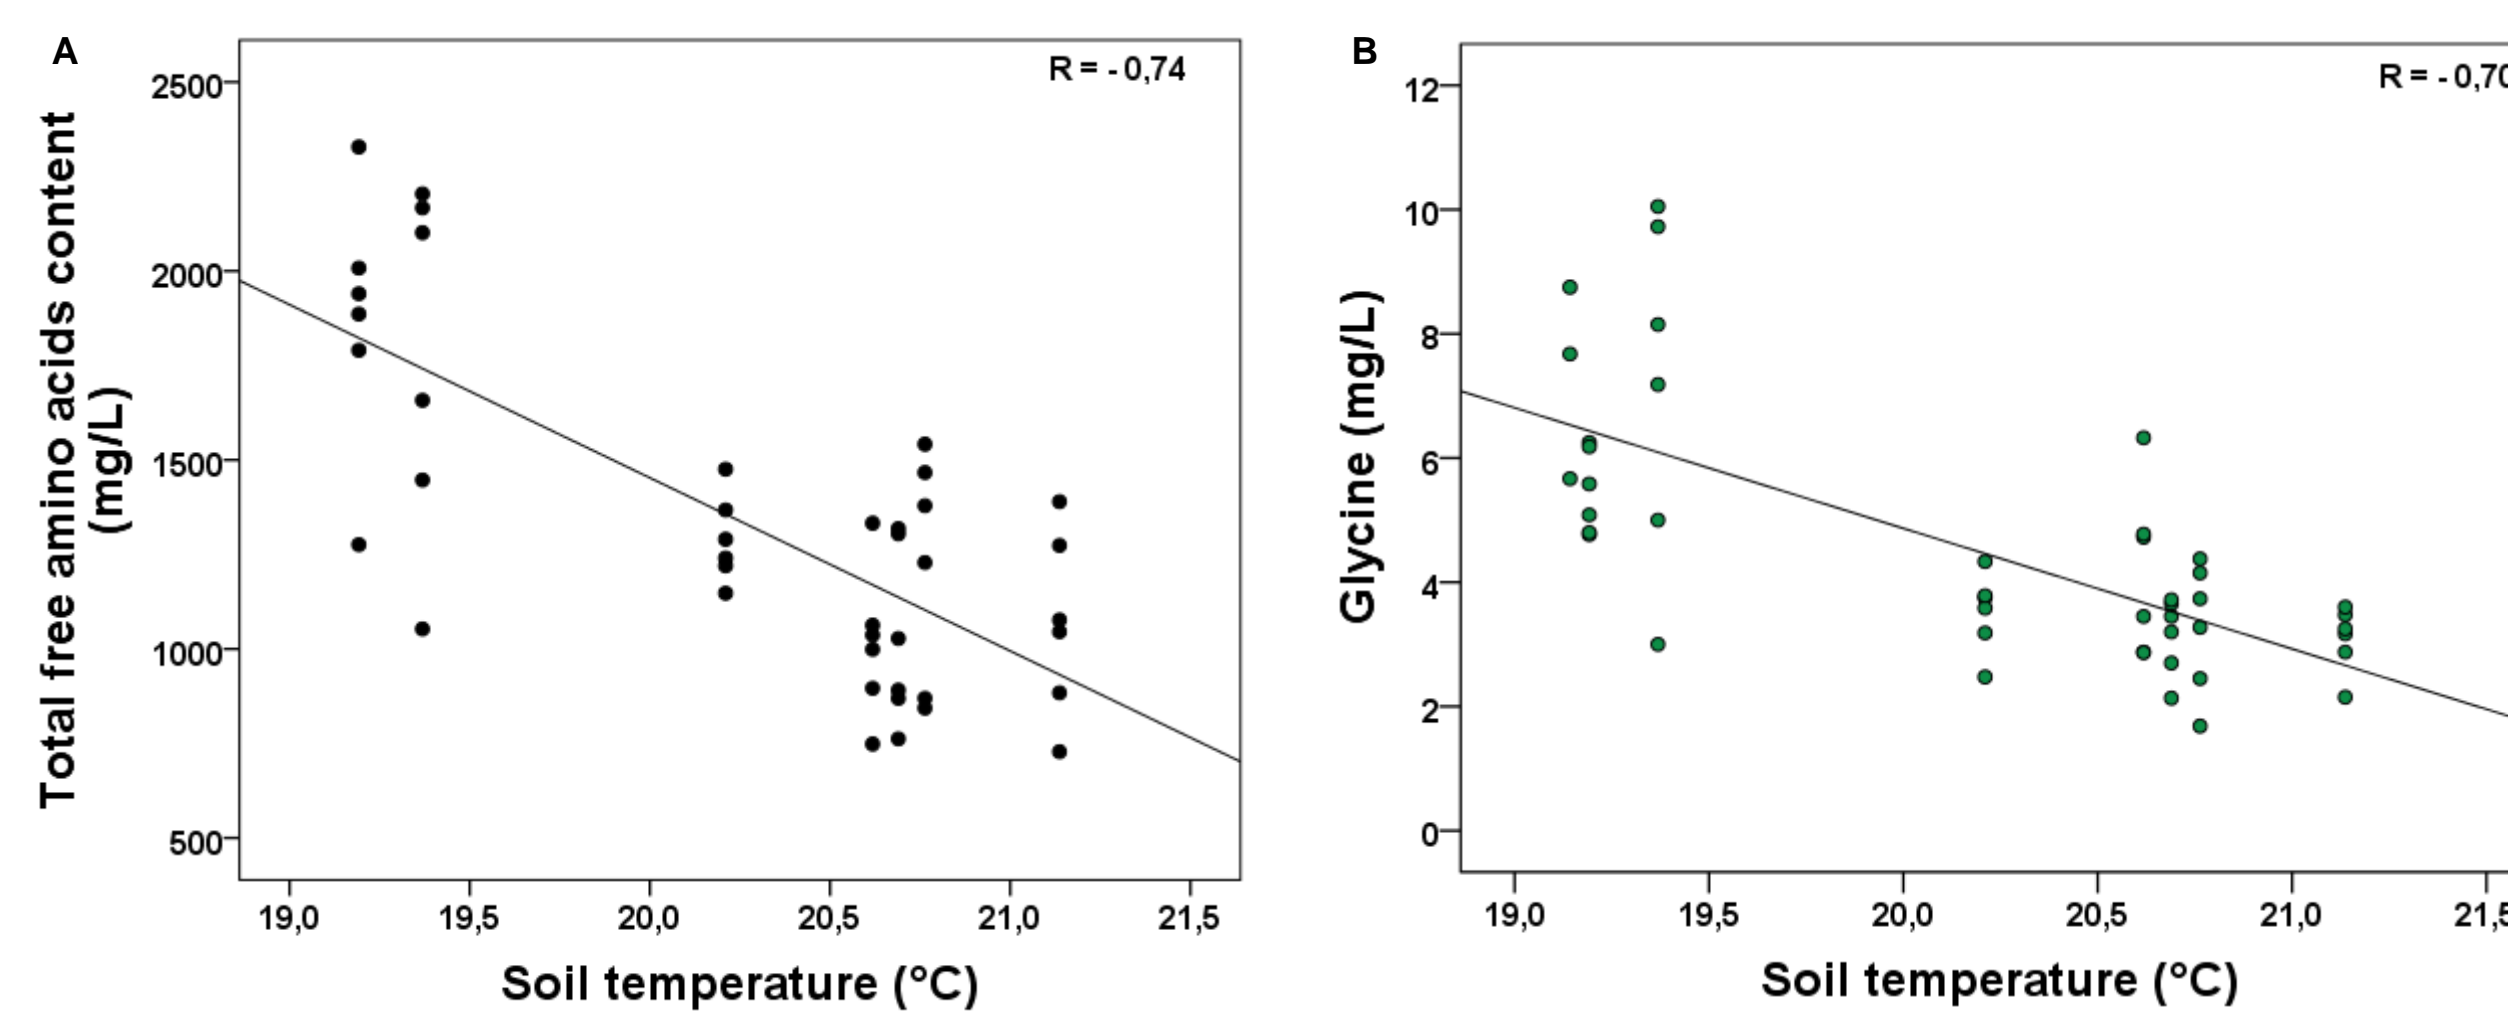 A
R = - 0,74
2500
2000
1500
1000
500
Total free amino acids content
(mg/L)
19,0 19,5 20,0 20,5 21,0 21,5
Soil temperature (°C)
B
R = - 0,70
12
10
8
6
4
2
0
Glycine (mg/L)
19,0 19,5 20,0 20,5 21,0 21,5
Soil temperature (°C)